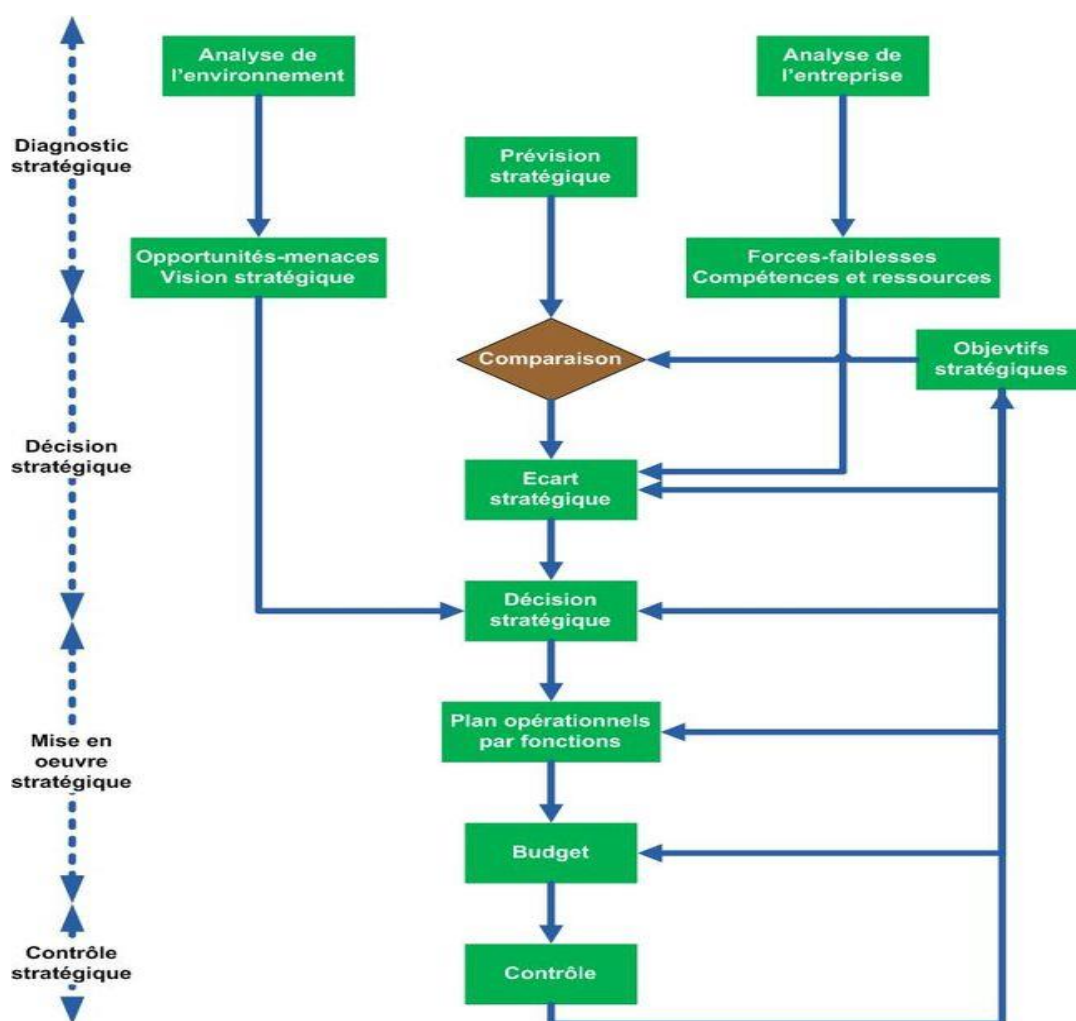 Analyse de
l'environnement
Analyse de
l'entreprise
Diagnostic
stratégique
Prévision
stratégique
Opportunités-menaces
Vision stratégique
Forces-faiblesses
Compétences et ressources
Comparaison
Objevtifs
stratégiques
Décision
stratégique
Ecart
stratégique
Décision
stratégique
Plan opérationnels
par fonctions
Mise en
oeuvre
stratégique
Budget
Contrôle
stratégique
Contrôle